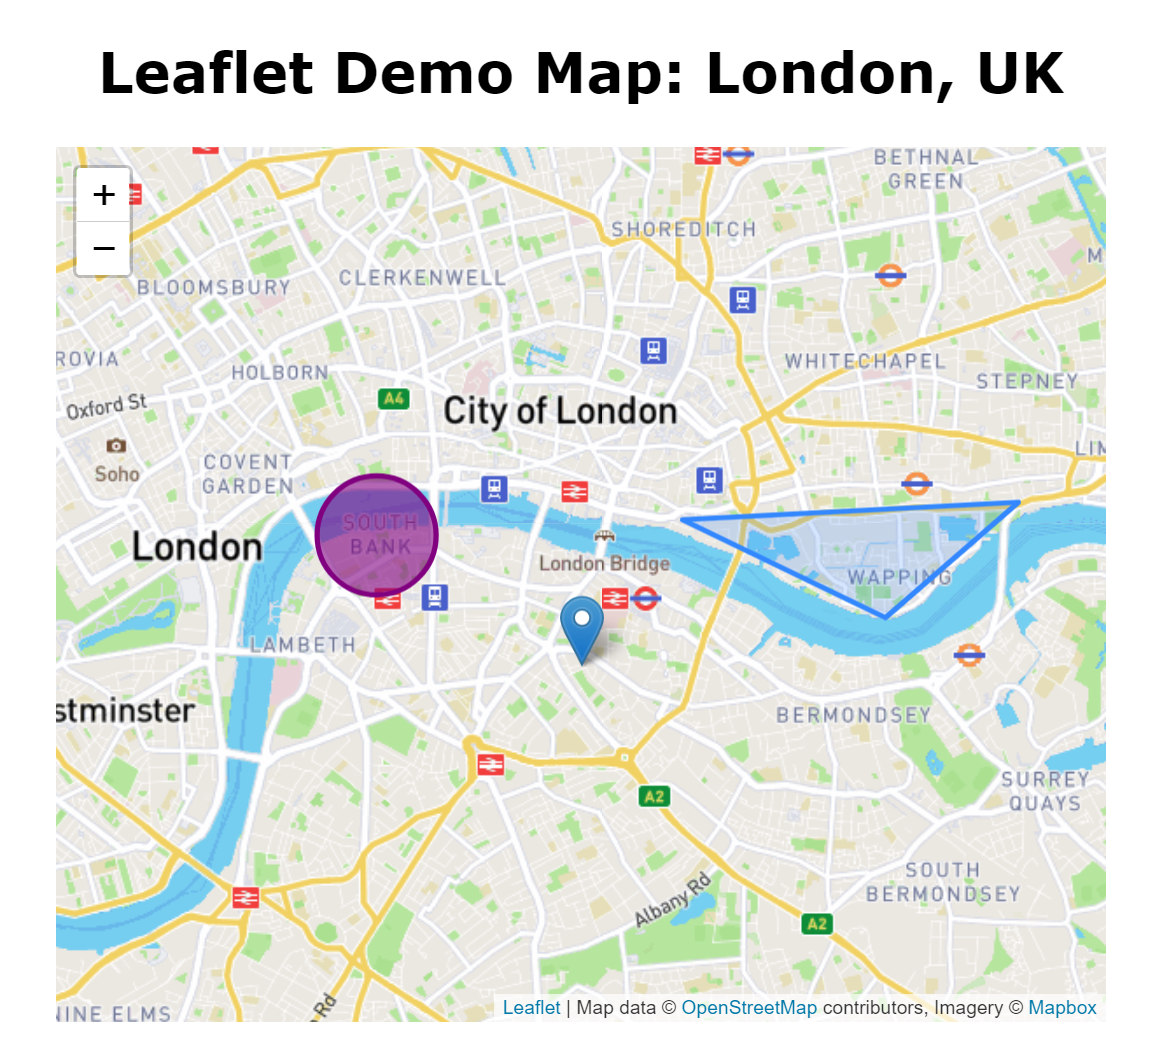 Leaflet Demo Map: London, UK
+
−
BETHNAL
GREEN
SHOREDITCH
M
CLERKENWELL
BLOOMSBURY
ROVIA
HOLBORN
WHITECHAPEL
STEPNEY
Oxford St
A4
City of London
Soho
COVENT
GARDEN
LIM
SOUTH
BANK
London
London Bridge
WAPPING
LAMBETH
stminster
BERMONDSEY
SURREY
QUAYS
A2
SOUTH
BERMONDSEY
Albany Rd
A2
NINE ELMS
Rd
Leaflet | Map data © OpenStreetMap contributors, Imagery © Mapbox